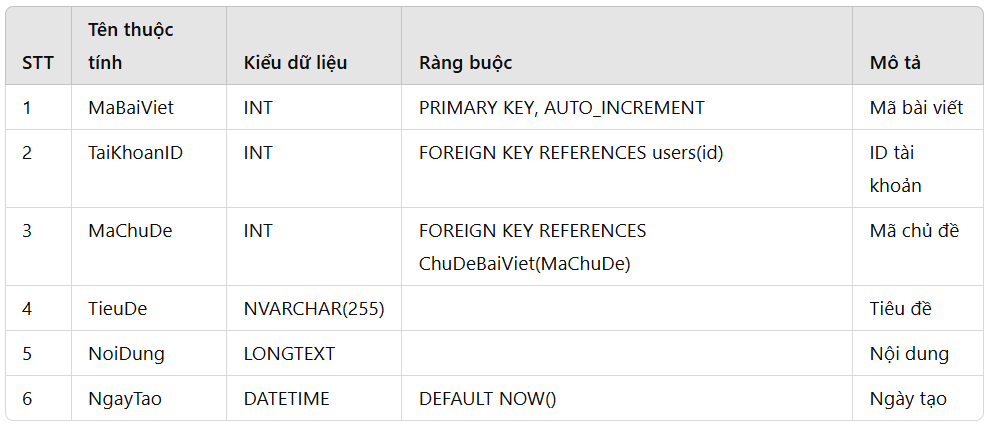 STT Tên thuộc tính Kiểu dữ liệu Ràng buộc Mô tả
1 MaBaiViet INT PRIMARY KEY, AUTO_INCREMENT Mã bài viết
2 TaiKhoanID INT FOREIGN KEY REFERENCES users(id) ID tài khoản
3 MaChuDe INT FOREIGN KEY REFERENCES ChuDeBaiViet(MaChuDe) Mã chủ đề
4 TieuDe NVARCHAR(255) Tiêu đề
5 NoiDung LONGTEXT Nội dung
6 NgayTao DATETIME DEFAULT NOW() Ngày tạo